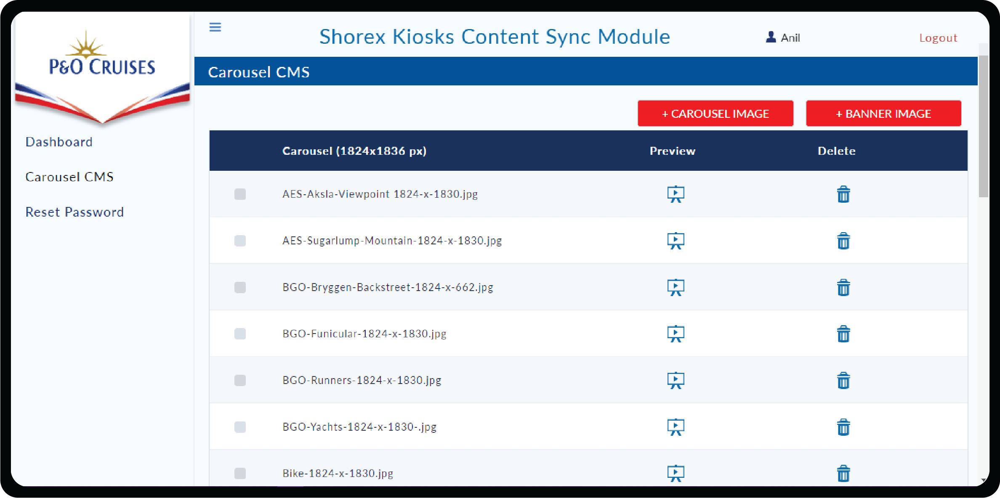 P&O CRUISES
Shorex Kiosks Content Sync Module
Anil
Logout
Carousel CMS
Dashboard
Carousel CMS
Reset Password
+ CAROUSEL IMAGE
+ BANNER IMAGE
Carousel (1824x1836 px) Preview Delete
AES-Aksla-Viewpoint 1824-x-1830.jpg
AES-Sugarlump-Mountain-1824-x-1830.jpg
BGO-Bryggen-Backstreet-1824-x-662.jpg
BGO-Funicular-1824-x-1830.jpg
BGO-Runners-1824-x-1830.jpg
BGO-Yachts-1824-x-1830-.jpg
Bike-1824-x-1830.jpg